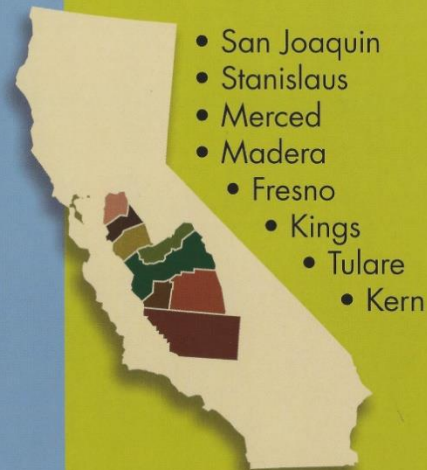 • San Joaquin
• Stanislaus
• Merced
• Madera
• Fresno
• Kings
• Tulare
• Kern